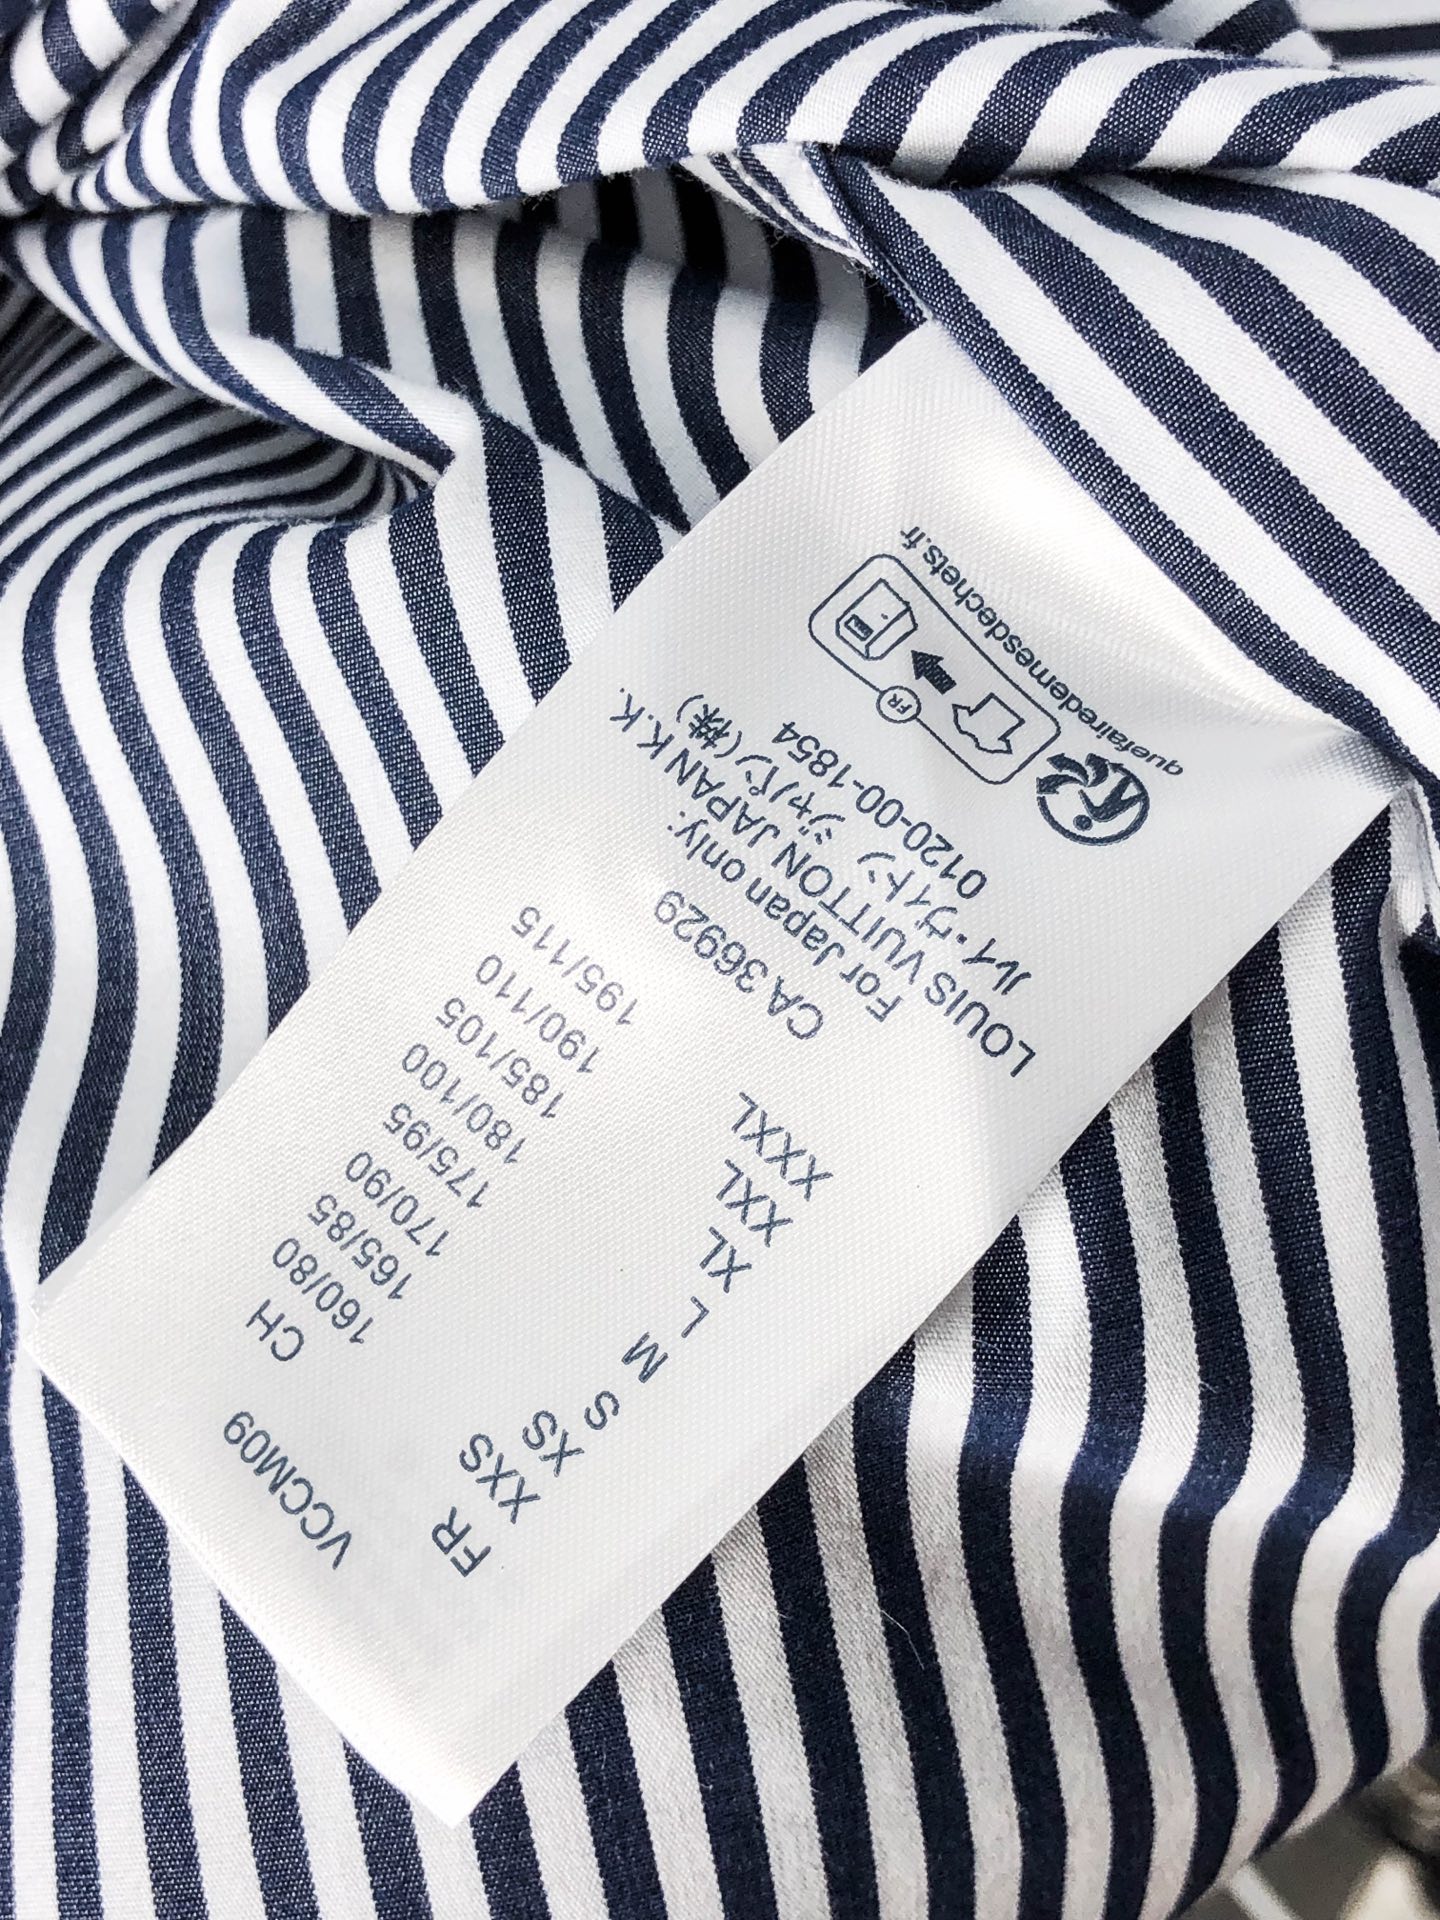 VCCM09
FR CH
XXS 160/80
XS 165/85
S 170/90
M 175/95
L 180/100
XL 185/105
XXL 190/110
XXXL 195/115
CA 36929
For Japan only:
LOUIS VUITTON JAPAN K.K.
ルイ・ヴィトン ジャパン(株)
0120-00-1854
FR
quefairedemesdechets.fr